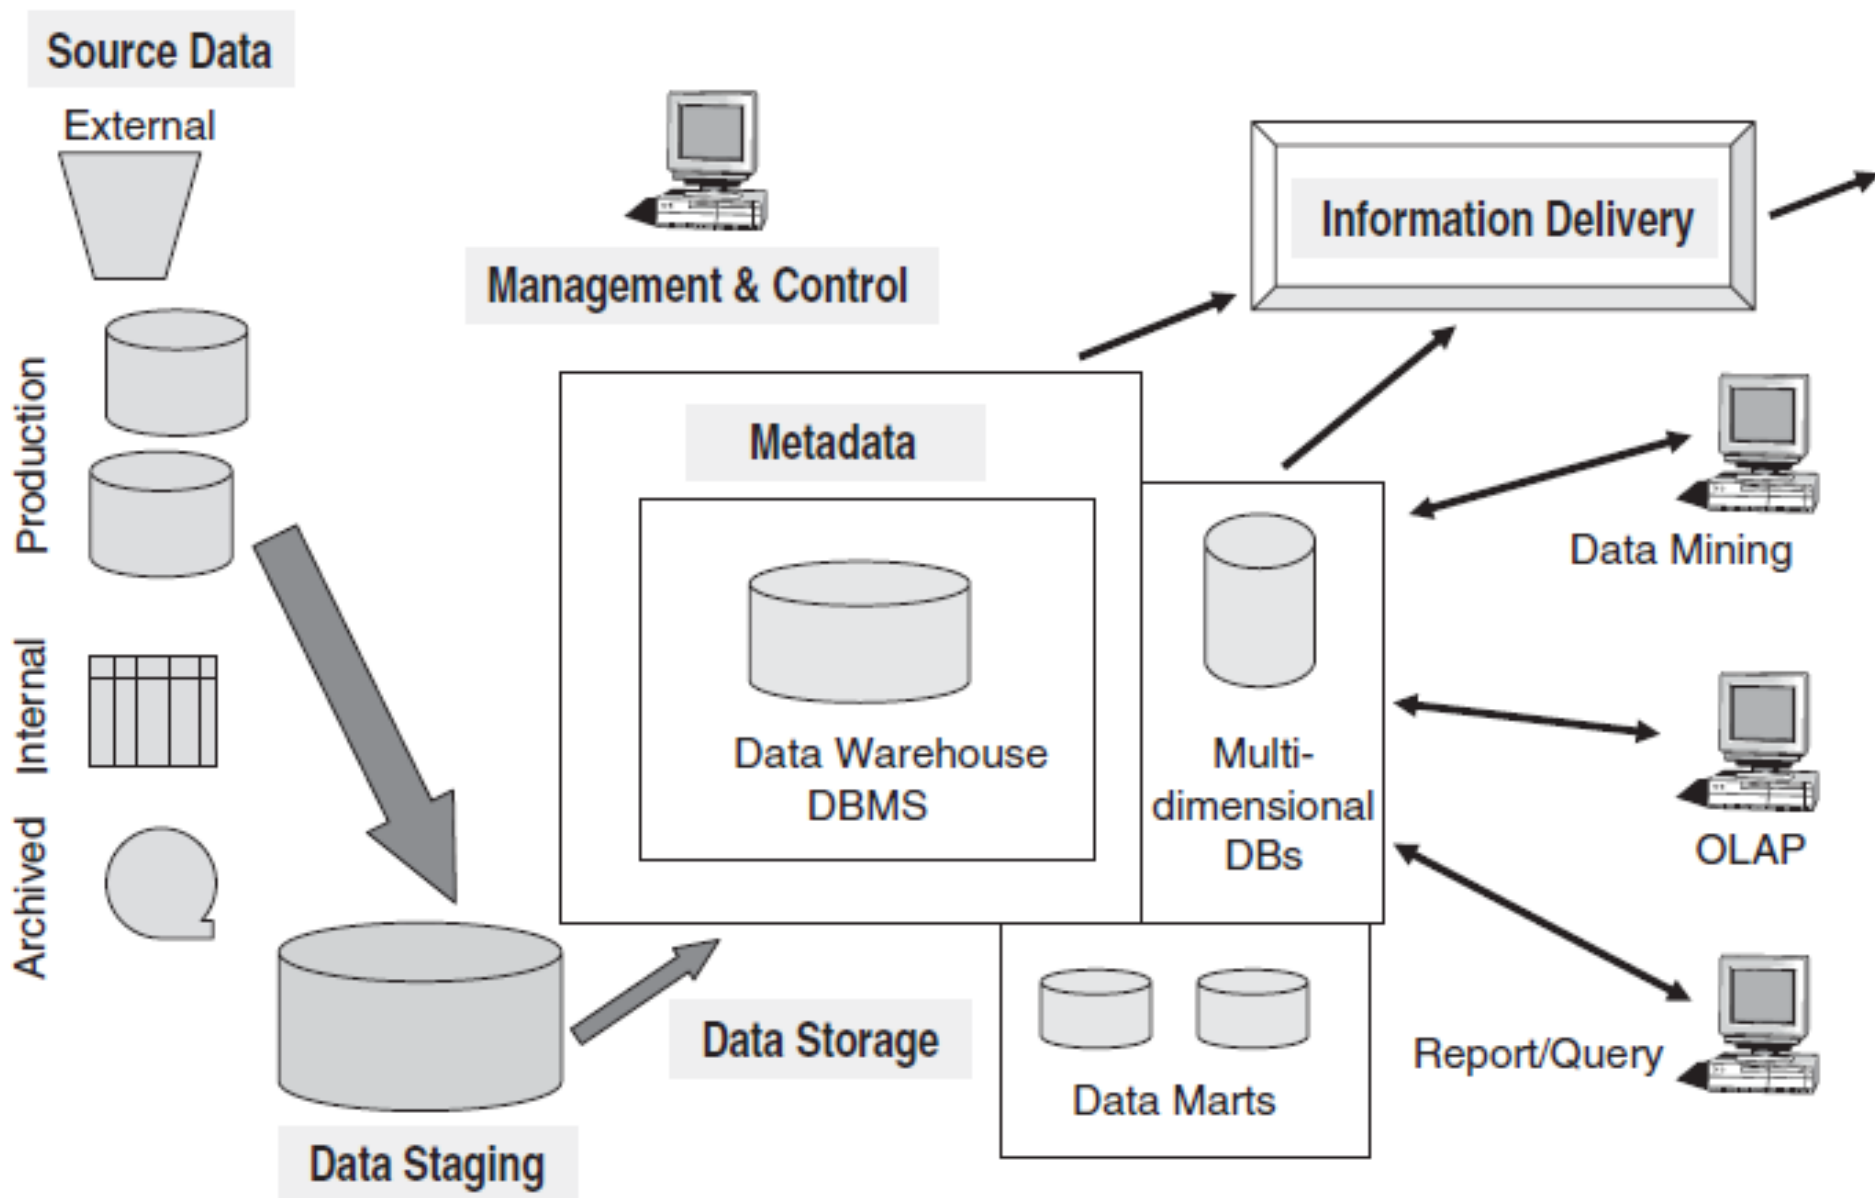 Source Data
External
Production
Internal
Archived
Management & Control
Information Delivery
Metadata
Data Warehouse
DBMS
Multi-
dimensional
DBs
Data Mining
OLAP
Report/Query
Data Storage
Data Marts
Data Staging